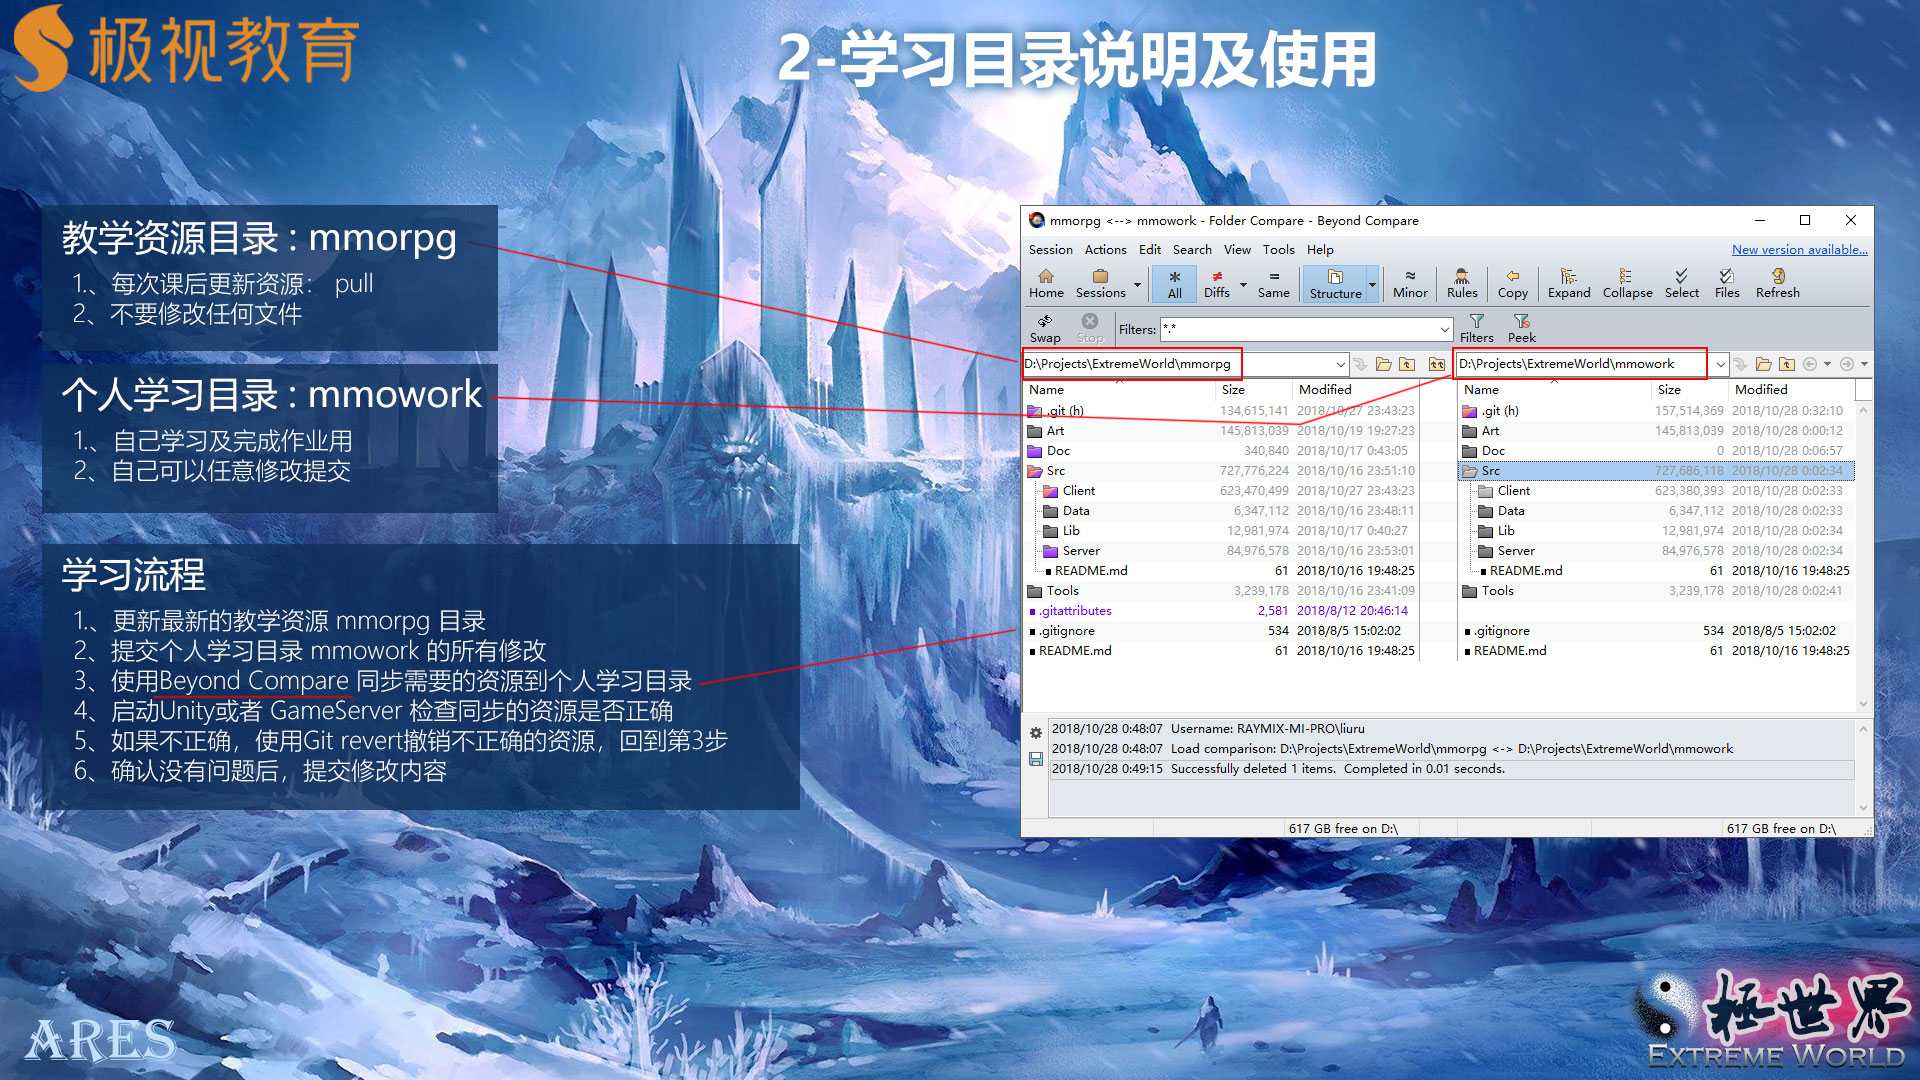 极视教育
2-学习目录说明及使用
教学资源目录：mmorpg
1、、每次课后更新资源： pull
2、不要修改任何文件
个人学习目录：mmowork
1、、自己学习及完成作业用
2、自己可以任意修改提交
学习流程
1、、更新最新的教学资源 mmorpg 目录
2、提交个人学习目录 mmowork 的所有修改
3、使用Beyond Compare 同步需要的资源到个人学习目录
4、启动Unity或者 GameServer 检查同步的资源是否正确
5、如果不正确，使用Git revert撤销不正确的资源，回到第3步
6、确认没有问题后，提交修改内容
mmorpg <--> mmowork - Folder Compare - Beyond Compare
Session Actions Edit Search View Tools Help New version available...
Home Sessions All Diffs Same Structure Minor Rules Copy Expand Collapse Select Files Refresh
Swap Stop Filters: *.* Filters Peek
D:\Projects\ExtremeWorld\mmorpg D:\Projects\ExtremeWorld\mmowork
Name Size Modified Name Size Modified
.git (h) 134,615,141 2018/10/27 23:43:23 .git (h) 157,514,369 2018/10/28 0:32:10
Art 145,813,039 2018/10/19 19:27:23 Art 145,813,039 2018/10/28 0:00:12
Doc 340,840 2018/10/17 0:43:05 Doc 0 2018/10/28 0:06:57
Src 727,776,224 2018/10/16 23:51:10 Src 727,686,118 2018/10/28 0:02:34
Client 623,470,499 2018/10/27 23:43:23 Client 623,380,393 2018/10/28 0:02:33
Data 6,347,112 2018/10/16 23:48:11 Data 6,347,112 2018/10/28 0:02:33
Lib 12,981,974 2018/10/17 0:40:27 Lib 12,981,974 2018/10/28 0:02:34
Server 84,976,578 2018/10/16 23:53:01 Server 84,976,578 2018/10/28 0:02:34
README.md 61 2018/10/16 19:48:25 README.md 61 2018/10/16 19:48:25
Tools 3,239,178 2018/10/16 23:41:09 Tools 3,239,178 2018/10/28 0:02:41
.gitattributes 2,581 2018/8/12 20:46:14
.gitignore 534 2018/8/5 15:02:02 .gitignore 534 2018/8/5 15:02:02
README.md 61 2018/10/16 19:48:25 README.md 61 2018/10/16 19:48:25
2018/10/28 0:48:07 Username: RAYMIX-MI-PRO\liuru
2018/10/28 0:48:07 Load comparison: D:\Projects\ExtremeWorld\mmorpg <-> D:\Projects\ExtremeWorld\mmowork
2018/10/28 0:49:15 Successfully deleted 1 items. Completed in 0.01 seconds.
617 GB free on D:\ 617 GB free on D:\
ARES
极世界
EXTREME WORLD